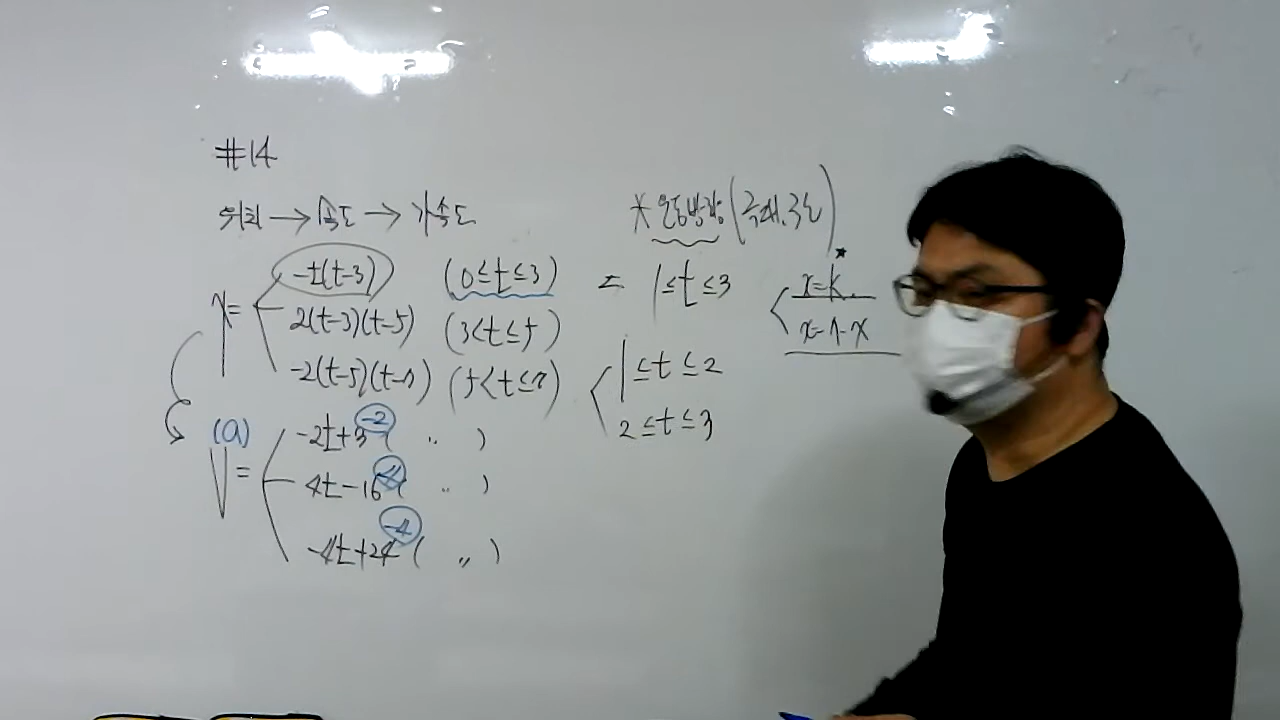 #14
위치 → 속도 → 가속도
* 운동방향 (극대, 극소)
x=
-t(t-3) (0≤t≤3)
2(t-3)(t-5) (3<t≤5)
-2(t-5)(t-7) (5<t≤7)
= 1≤t≤3
1≤t≤2
2≤t≤3
x=k
(a)
V=
-2t+3 -2 ( 〃 )
4t-16 4 ( 〃 )
-4t+24 -4 ( 〃 )